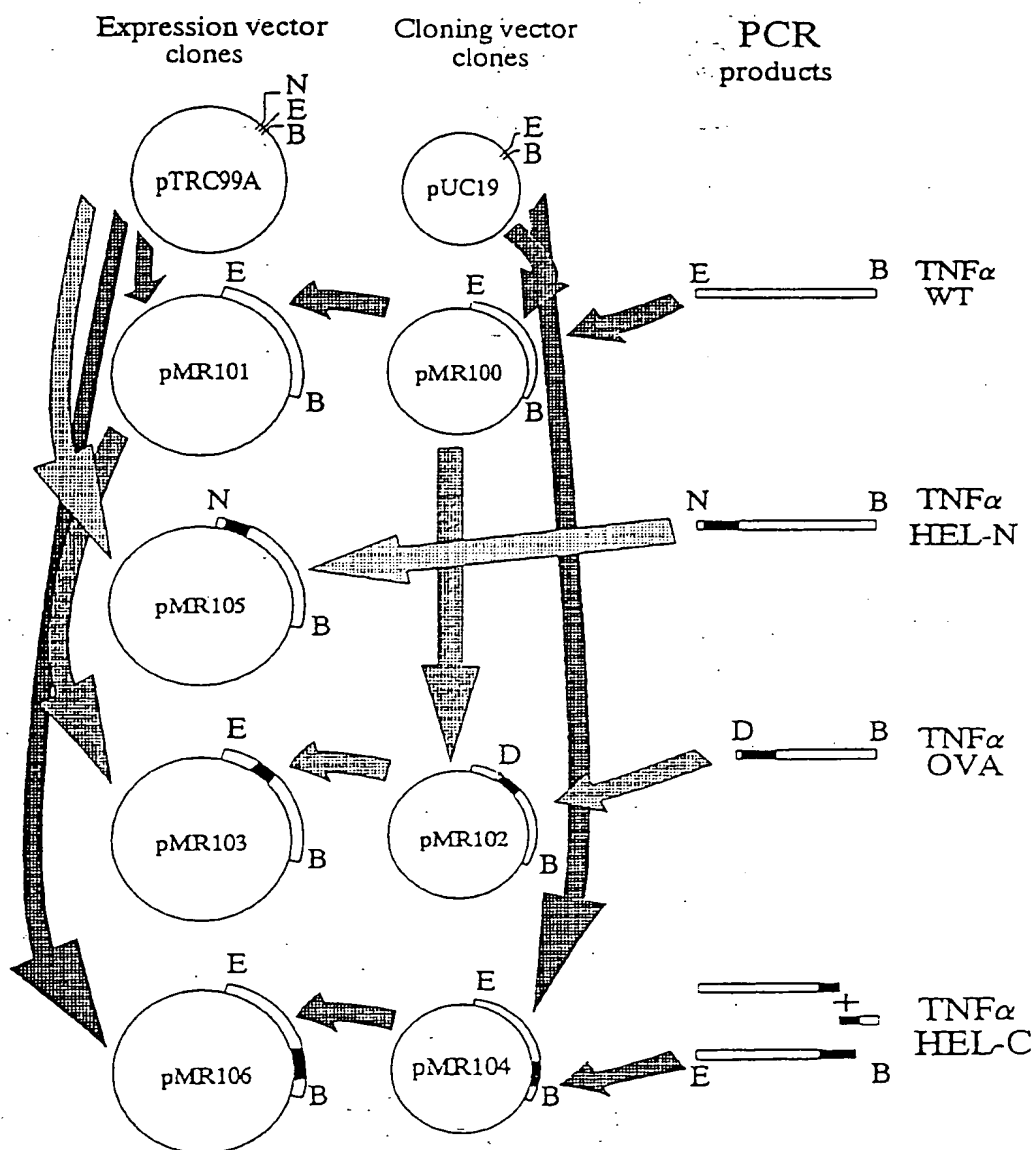 Expression vector
clones
Cloning vector
clones
PCR
products
N
E
B
pTRC99A
E
B
pUC19
E
B
pMR101
E
B
pMR100
E
B
TNFα
WT
N
B
pMR105
N
B
TNFα
HEL-N
E
B
pMR103
D
B
pMR102
D
B
TNFα
OVA
E
B
pMR106
E
B
pMR104
+
E
B
TNFα
HEL-C